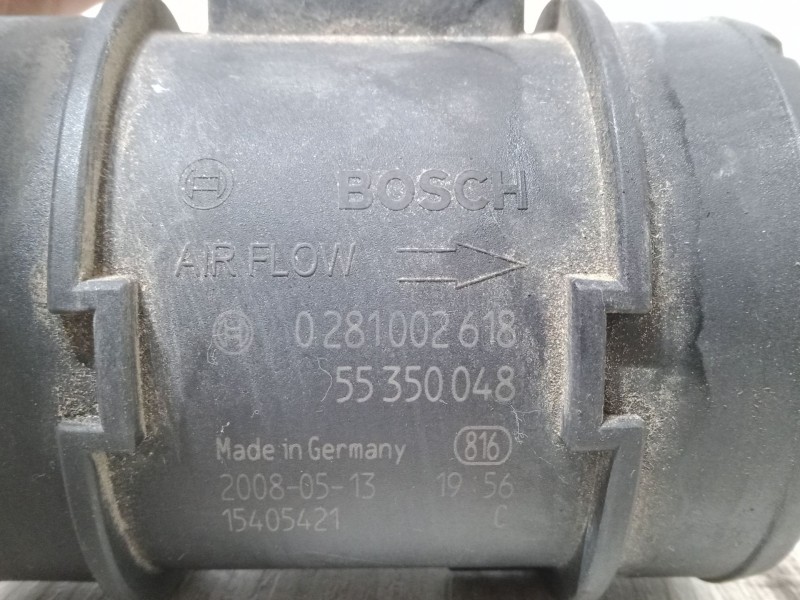 BOSCH
AIR FLOW
0 281 002 618
55 350 048
Made in Germany 816
2008-05-13 19:56
15405421 C